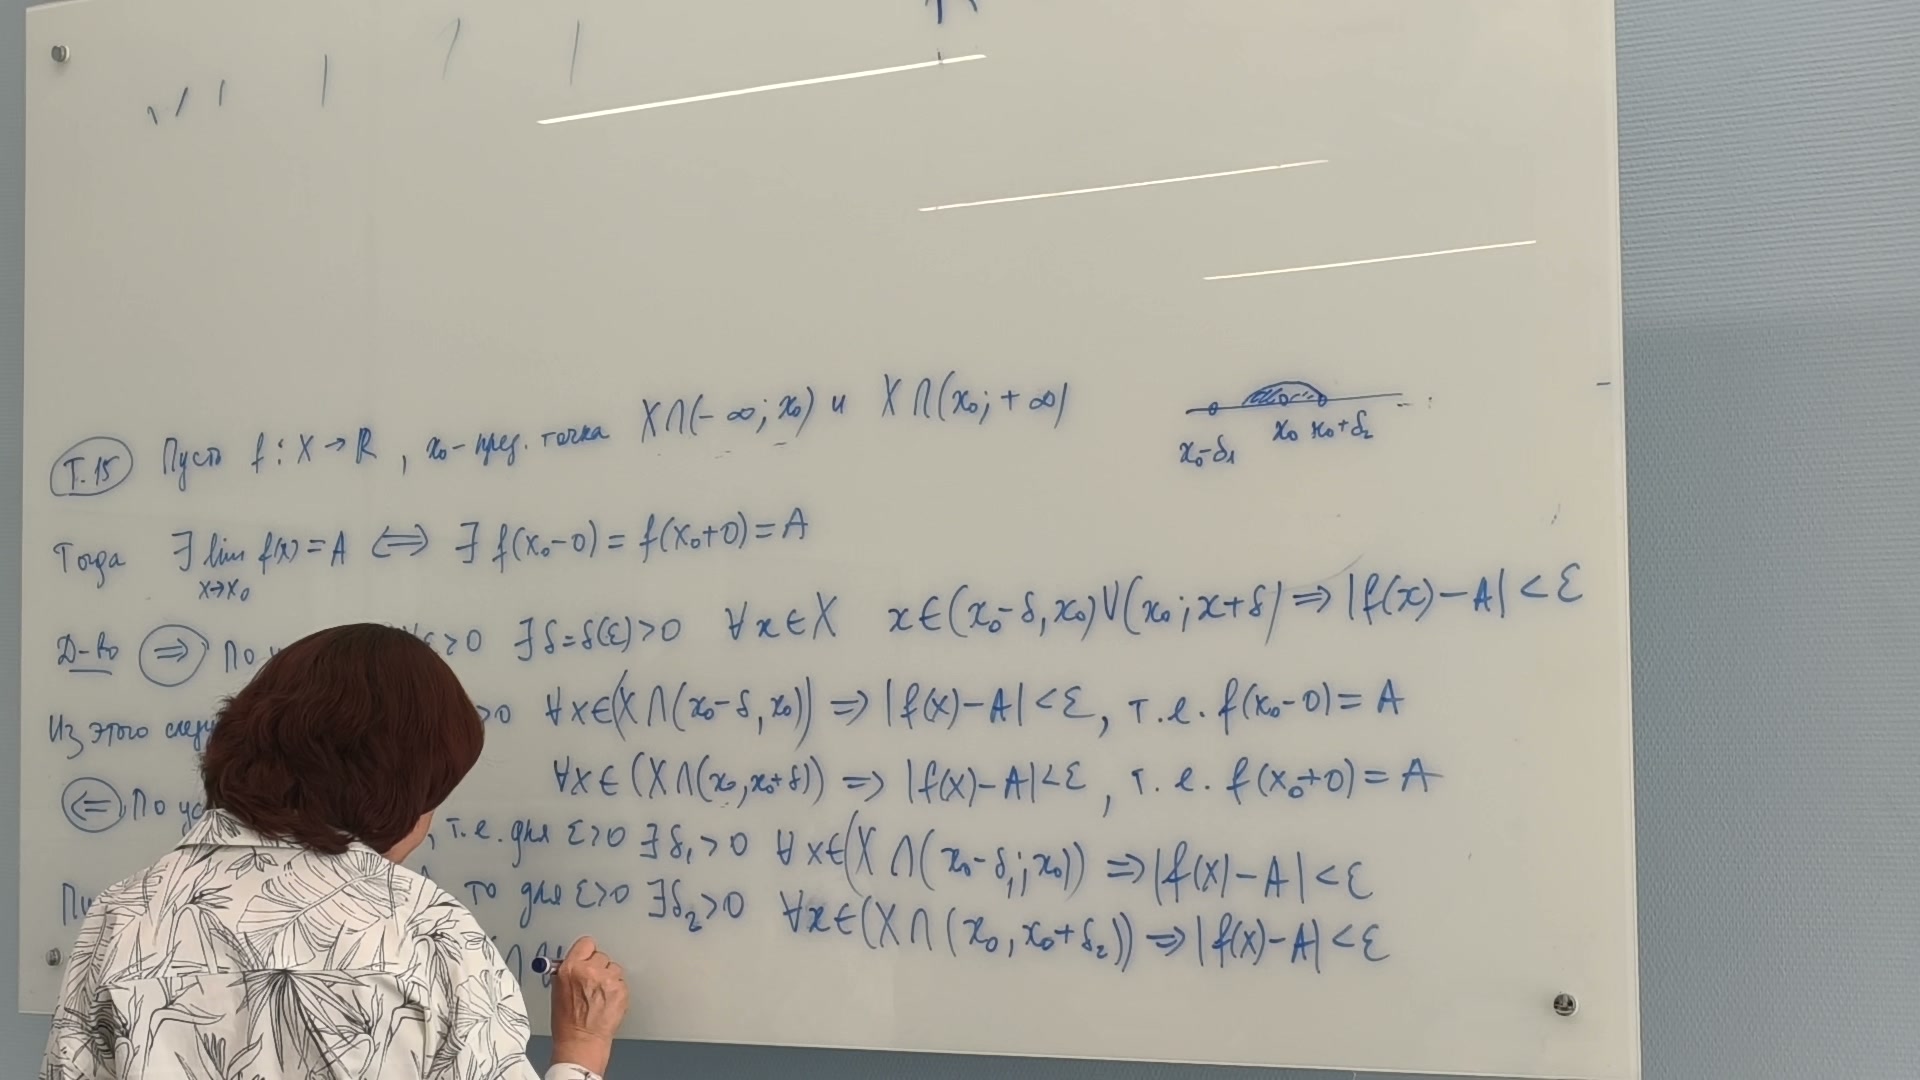 Т.15 Пусть f : X → R , x₀ - пред. точка X ∩ (- ∞; x₀) и X ∩ (x₀; + ∞)
x₀-δ₁ x₀ x₀+δ₂
Тогда ∃ lim f(x) = A ⇔ ∃ f(x₀-0) = f(x₀+0) = A
x→x₀
Д-во ⇒ По >0 ∃ δ=δ(ε)>0 ∀x∈X x∈(x₀-δ, x₀)∪(x₀; x+δ) ⇒ |f(x)-A| < ε
Из этого >0 ∀x∈(X ∩ (x₀-δ, x₀)) ⇒ |f(x)-A| < ε, т.е. f(x₀-0) = A
∀x∈(X∩(x₀, x₀+δ)) ⇒ |f(x)-A|<ε, т.е. f(x₀+0) = A
⇐ По , т.е. для ε>0 ∃ δ₁>0 ∀x∈(X ∩ (x₀-δ₁; x₀)) ⇒ |f(x)-A| < ε
то для ε>0 ∃δ₂>0 ∀x∈(X ∩ (x₀, x₀+δ₂)) ⇒ |f(x)-A| < ε